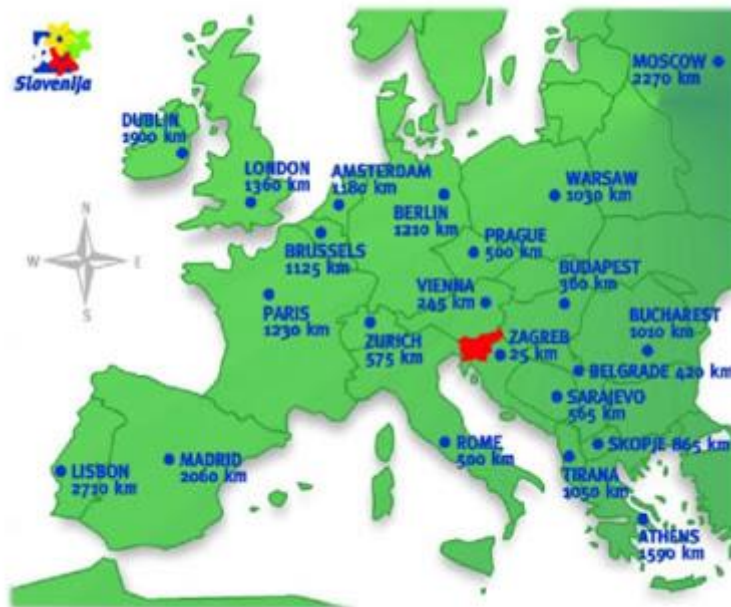 Slovenija
MOSCOW
2270 km
DUBLIN
1900 km
LONDON
1360 km
AMSTERDAM
1180 km
BERLIN
1210 km
WARSAW
1030 km
N
W
E
S
BRUSSELS
1125 km
PRAGUE
500 km
BUDAPEST
360 km
VIENNA
245 km
PARIS
1230 km
ZURICH
575 km
ZAGREB
25 km
BUCHAREST
1010 km
BELGRADE 420 km
SARAJEVO
565 km
LISBON
2710 km
MADRID
2060 km
ROME
500 km
SKOPJE 865 km
TIRANA
1050 km
ATHENS
1590 km